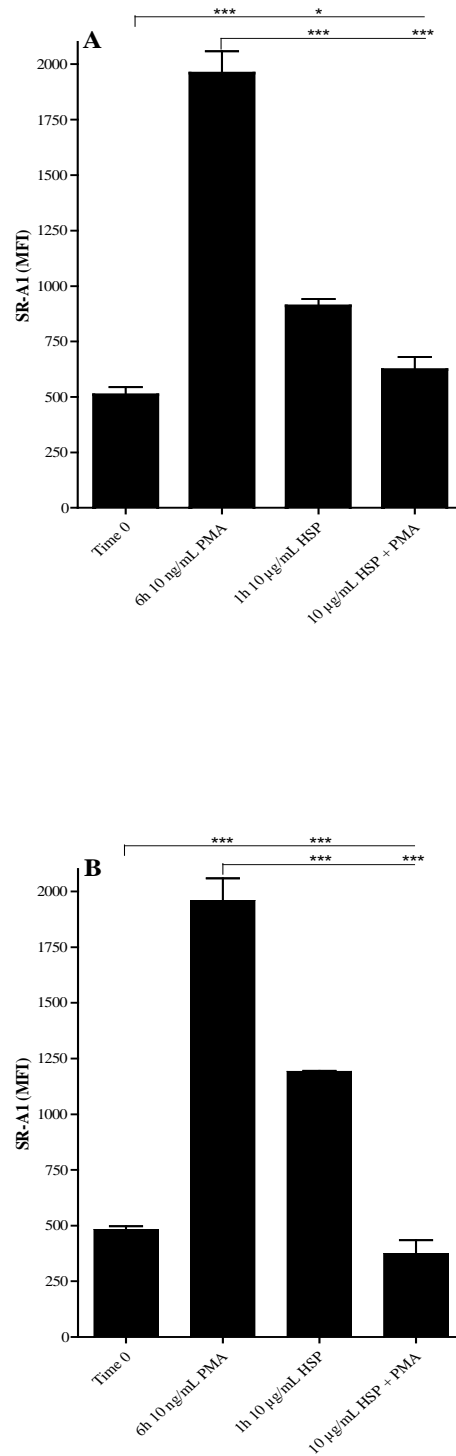 *** *
A *** ***
2000
1750
1500
1250
1000
750
500
250
0
SR-A1 (MFI)
Time 0
6h 10 ng/mL PMA
1h 10 µg/mL HSP
10 µg/mL HSP + PMA
*** ***
B *** ***
2000
1750
1500
1250
1000
750
500
250
0
SR-A1 (MFI)
Time 0
6h 10 ng/mL PMA
1h 10 µg/mL HSP
10 µg/mL HSP + PMA